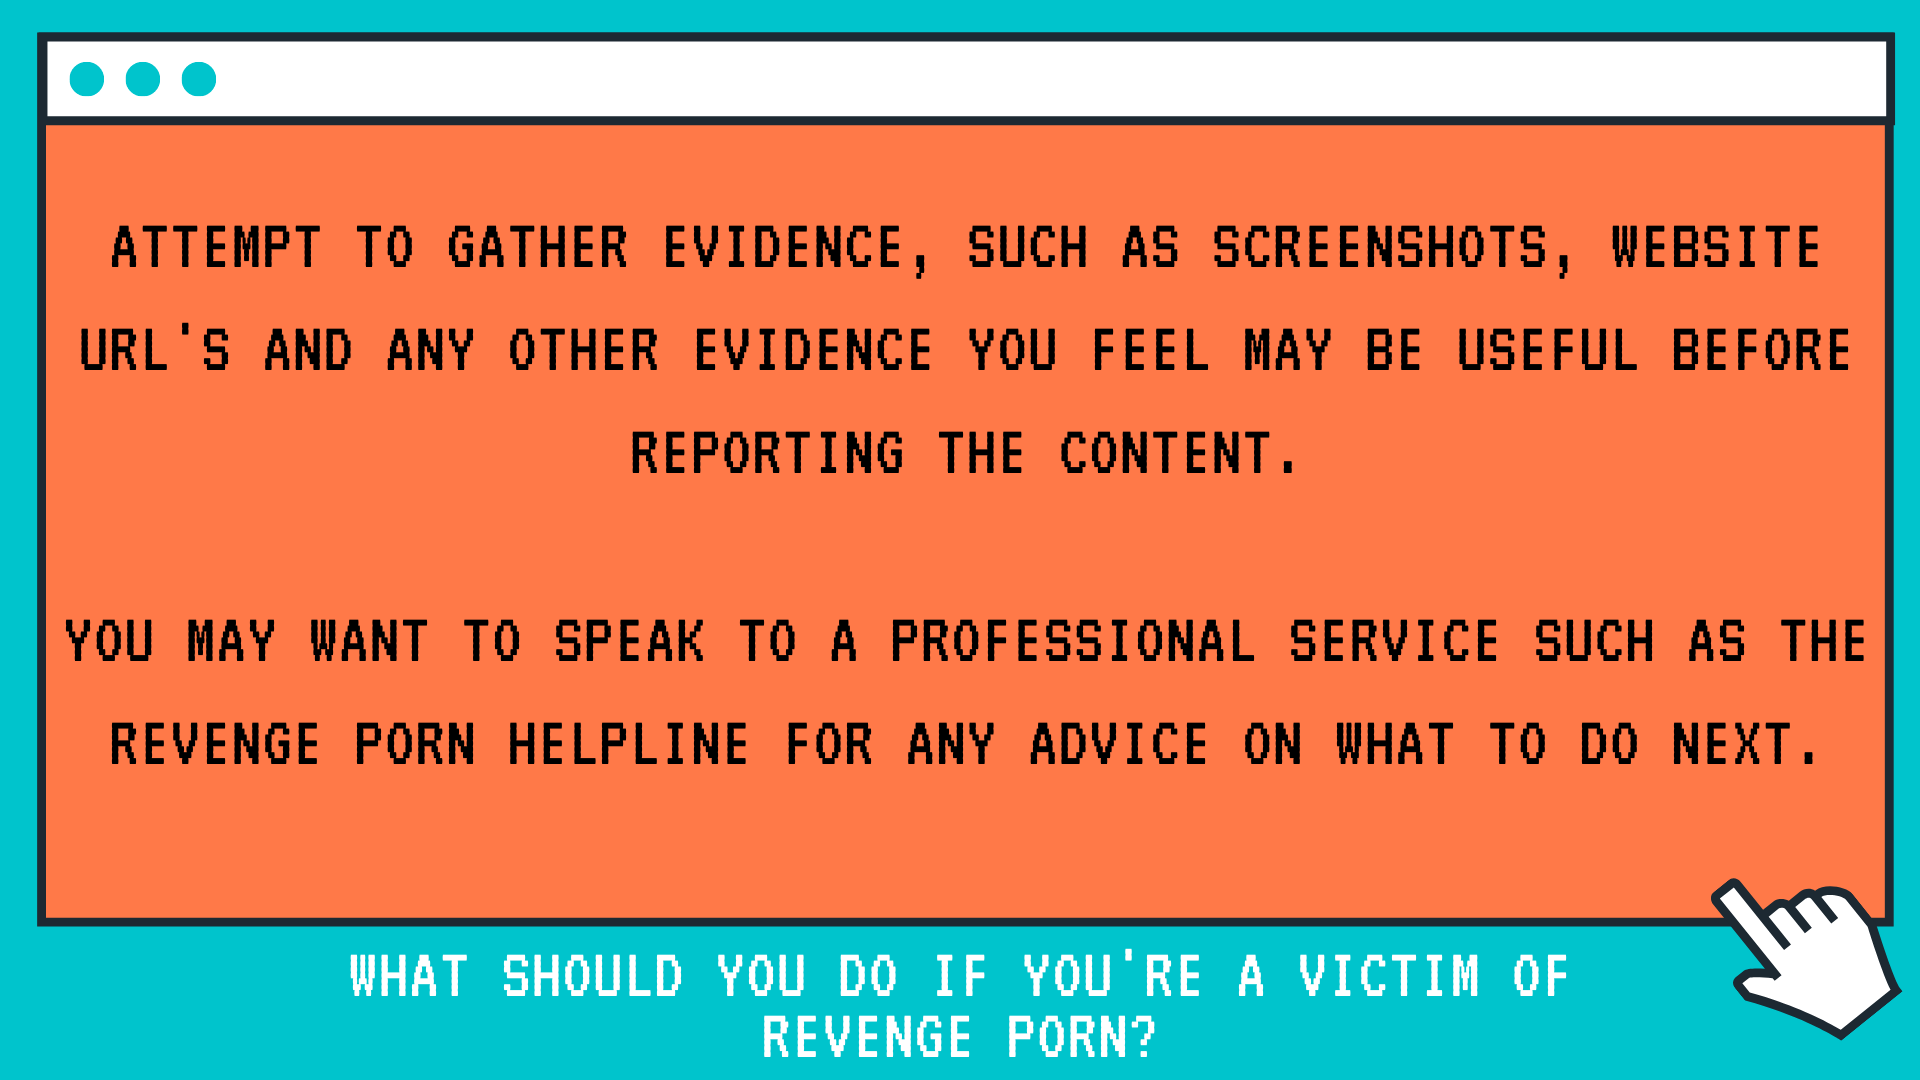 ATTEMPT TO GATHER EVIDENCE, SUCH AS SCREENSHOTS, WEBSITE
URL'S AND ANY OTHER EVIDENCE YOU FEEL MAY BE USEFUL BEFORE
REPORTING THE CONTENT.
YOU MAY WANT TO SPEAK TO A PROFESSIONAL SERVICE SUCH AS THE
REVENGE PORN HELPLINE FOR ANY ADVICE ON WHAT TO DO NEXT.
WHAT SHOULD YOU DO IF YOU'RE A VICTIM OF
REVENGE PORN?